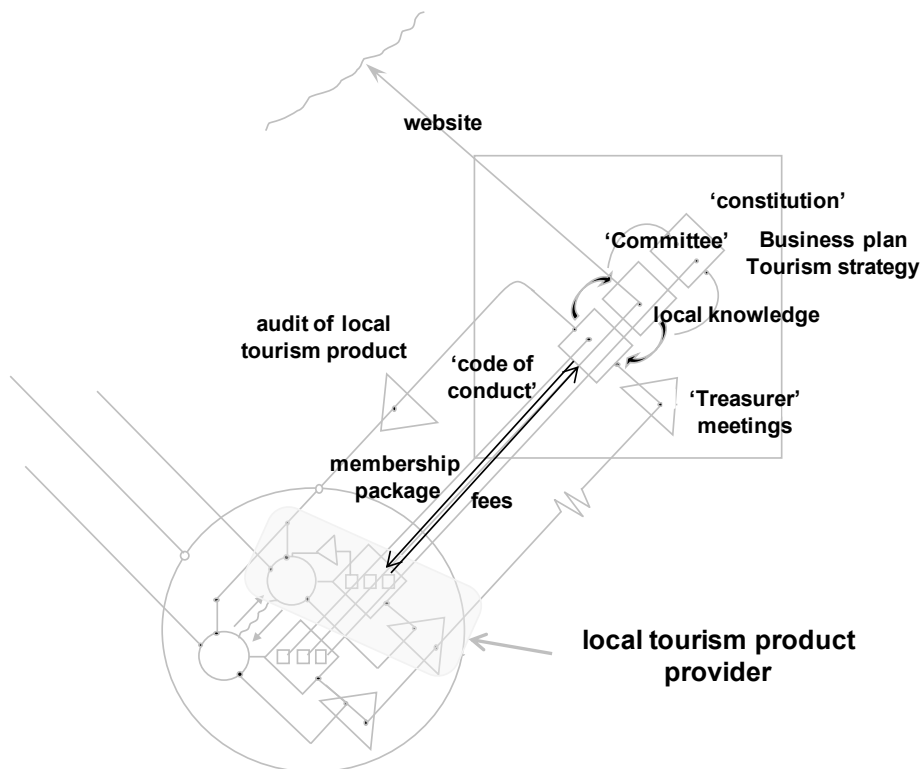 website
‘constitution’
‘Committee’
Business plan
Tourism strategy
local knowledge
audit of local
tourism product
‘code of
conduct’
‘Treasurer’
meetings
membership
package
fees
local tourism product
provider